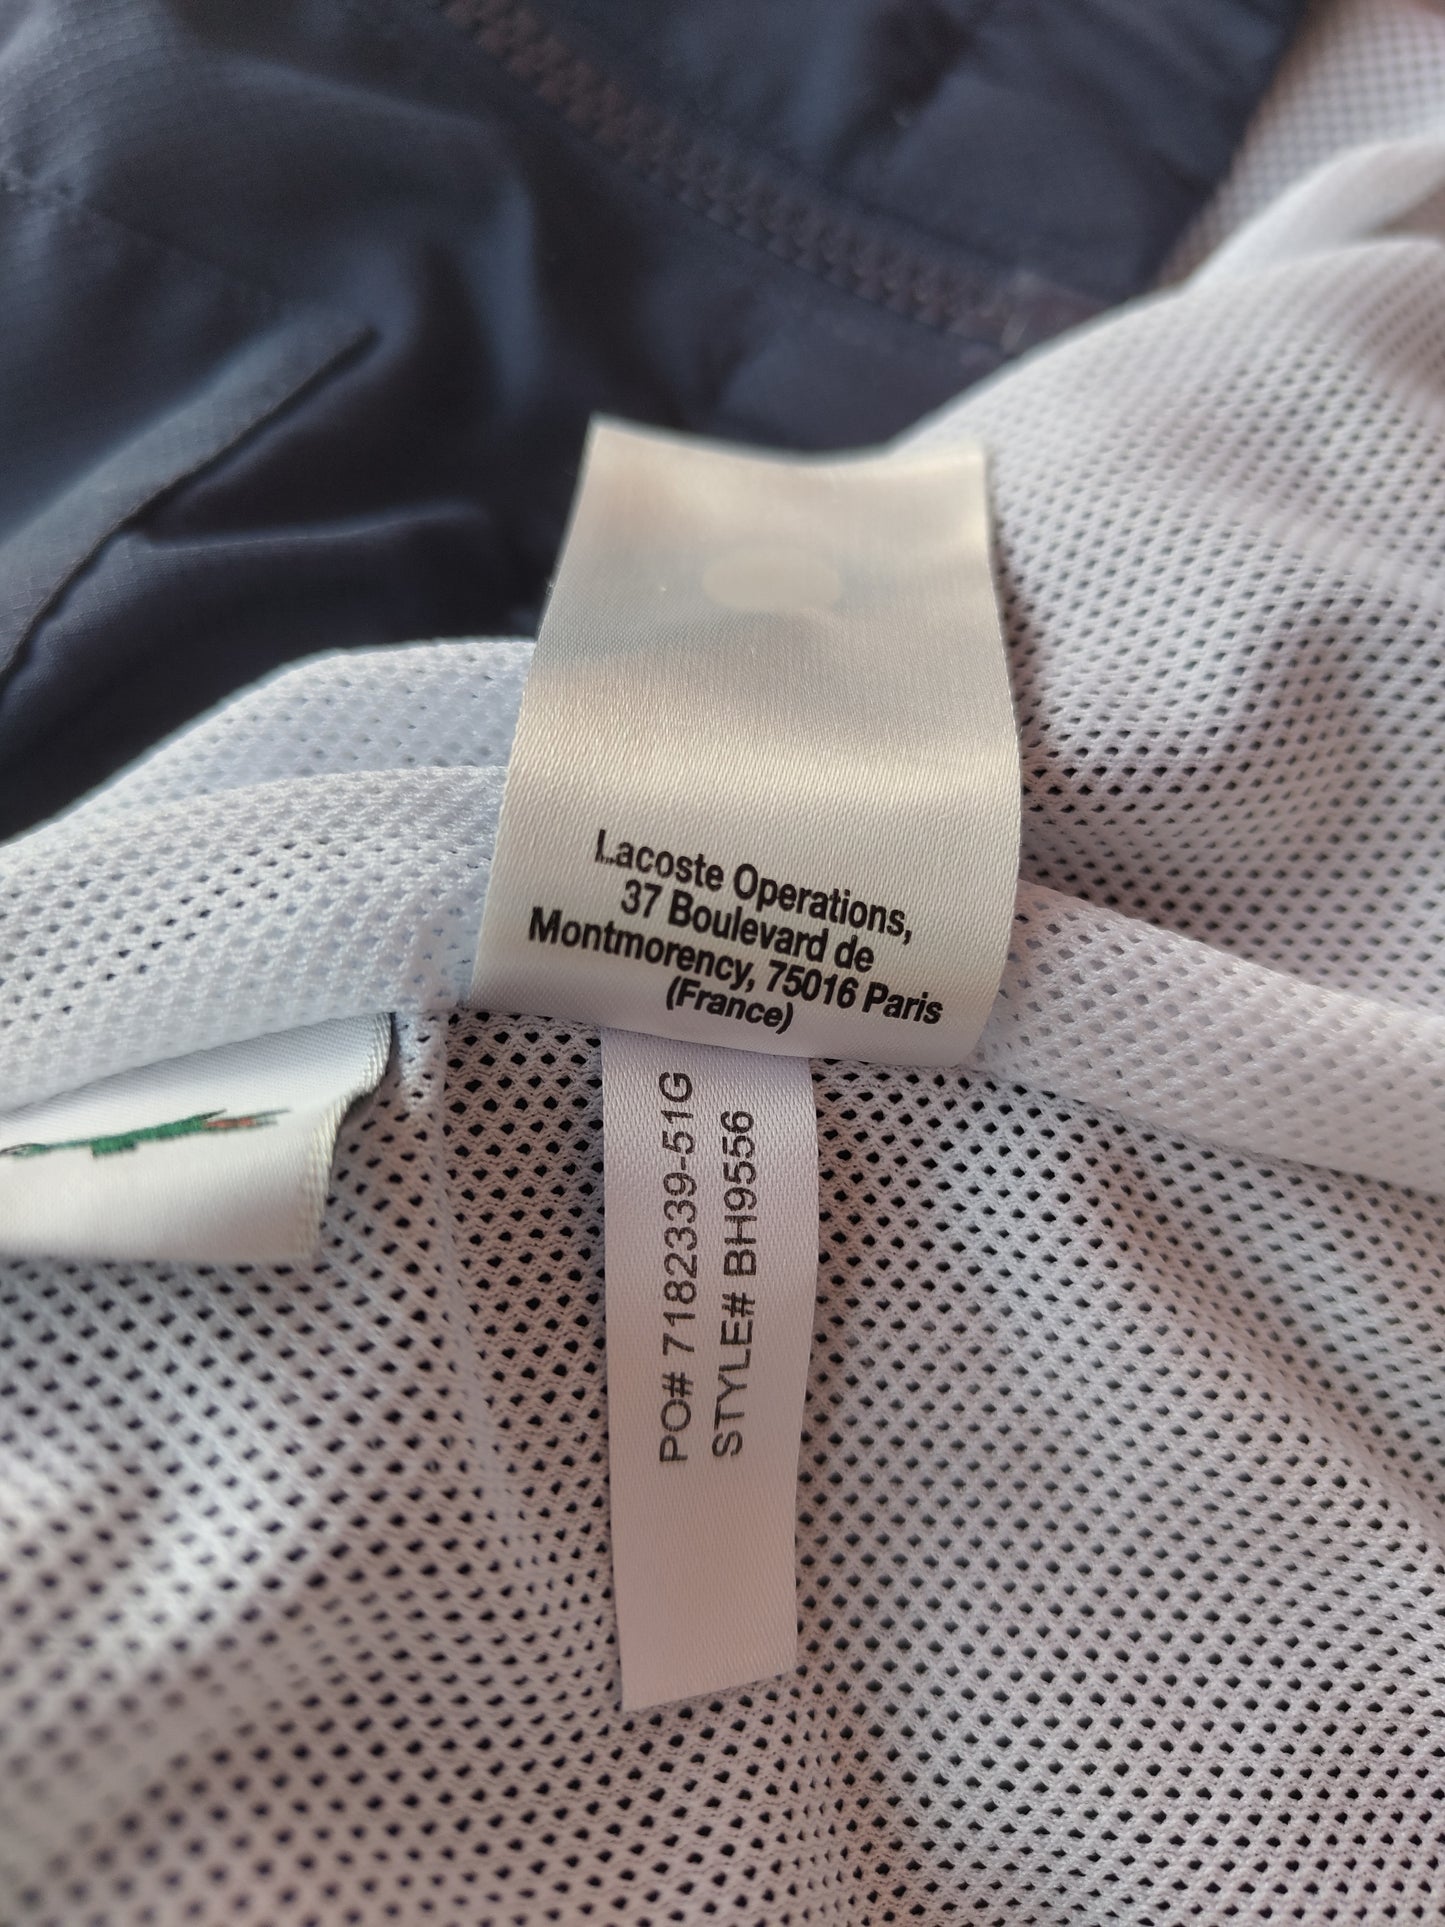 Lacoste Operations,
37 Boulevard de
Montmorency, 75016 Paris
(France)
PO# 7182339-51G
STYLE# BH9556